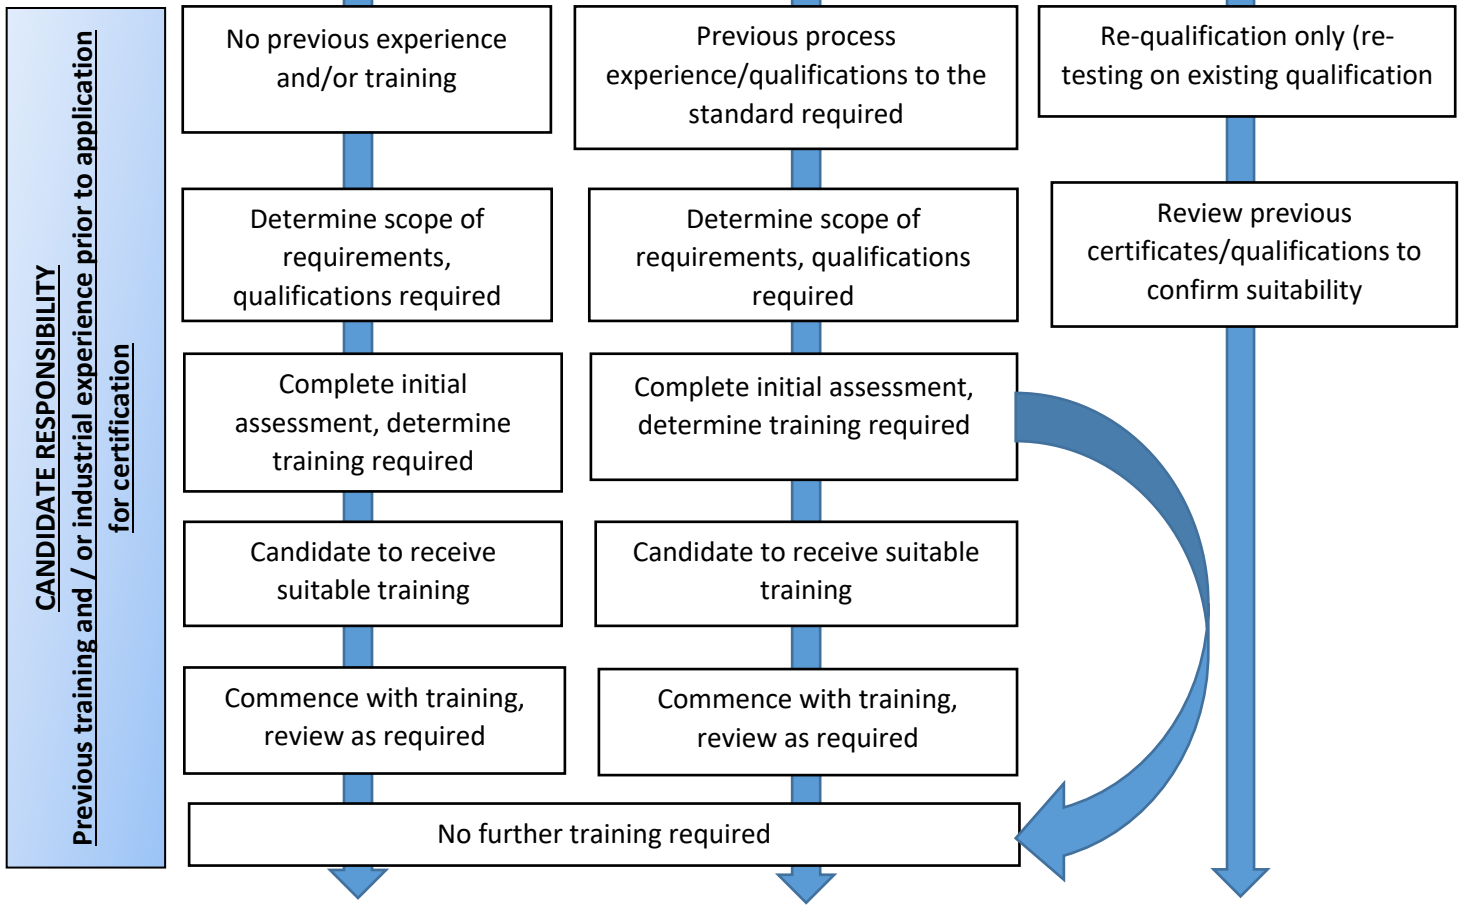 CANDIDATE RESPONSIBILITY
Previous training and / or industrial experience prior to application
for certification
No previous experience
and/or training
Previous process
experience/qualifications to the
standard required
Re-qualification only (re-
testing on existing qualification
Determine scope of
requirements,
qualifications required
Determine scope of
requirements, qualifications
required
Review previous
certificates/qualifications to
confirm suitability
Complete initial
assessment, determine
training required
Complete initial assessment,
determine training required
Candidate to receive
suitable training
Candidate to receive suitable
training
Commence with training,
review as required
Commence with training,
review as required
No further training required